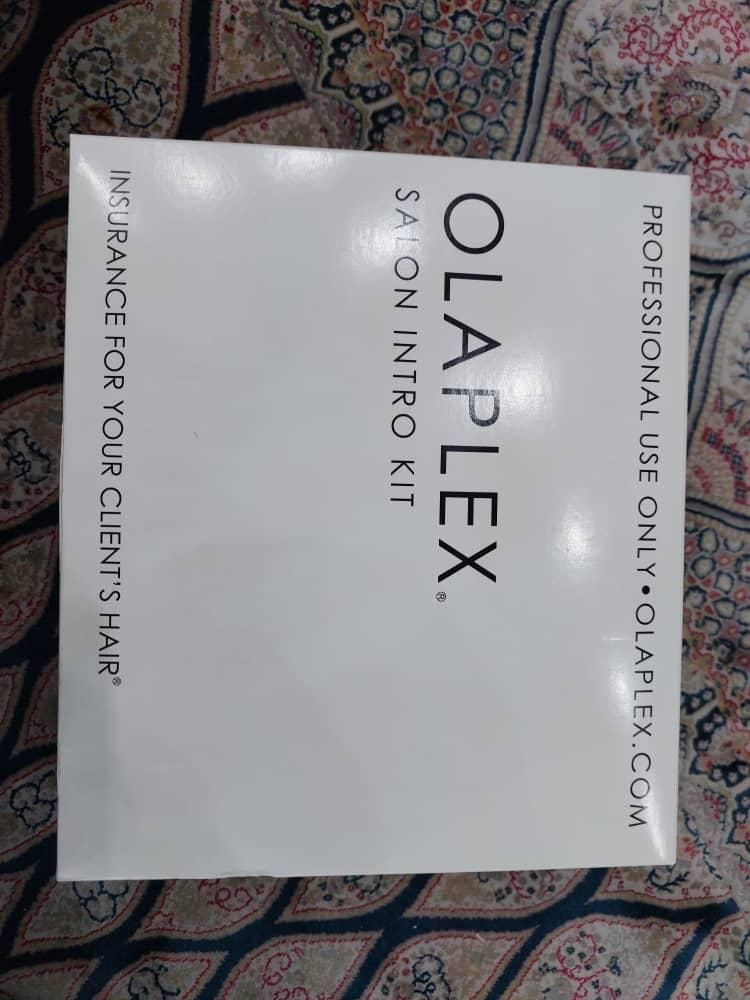 PROFESSIONAL USE ONLY • OLAPLEX.COM
OLAPLEX®
SALON INTRO KIT
INSURANCE FOR YOUR CLIENT'S HAIR®